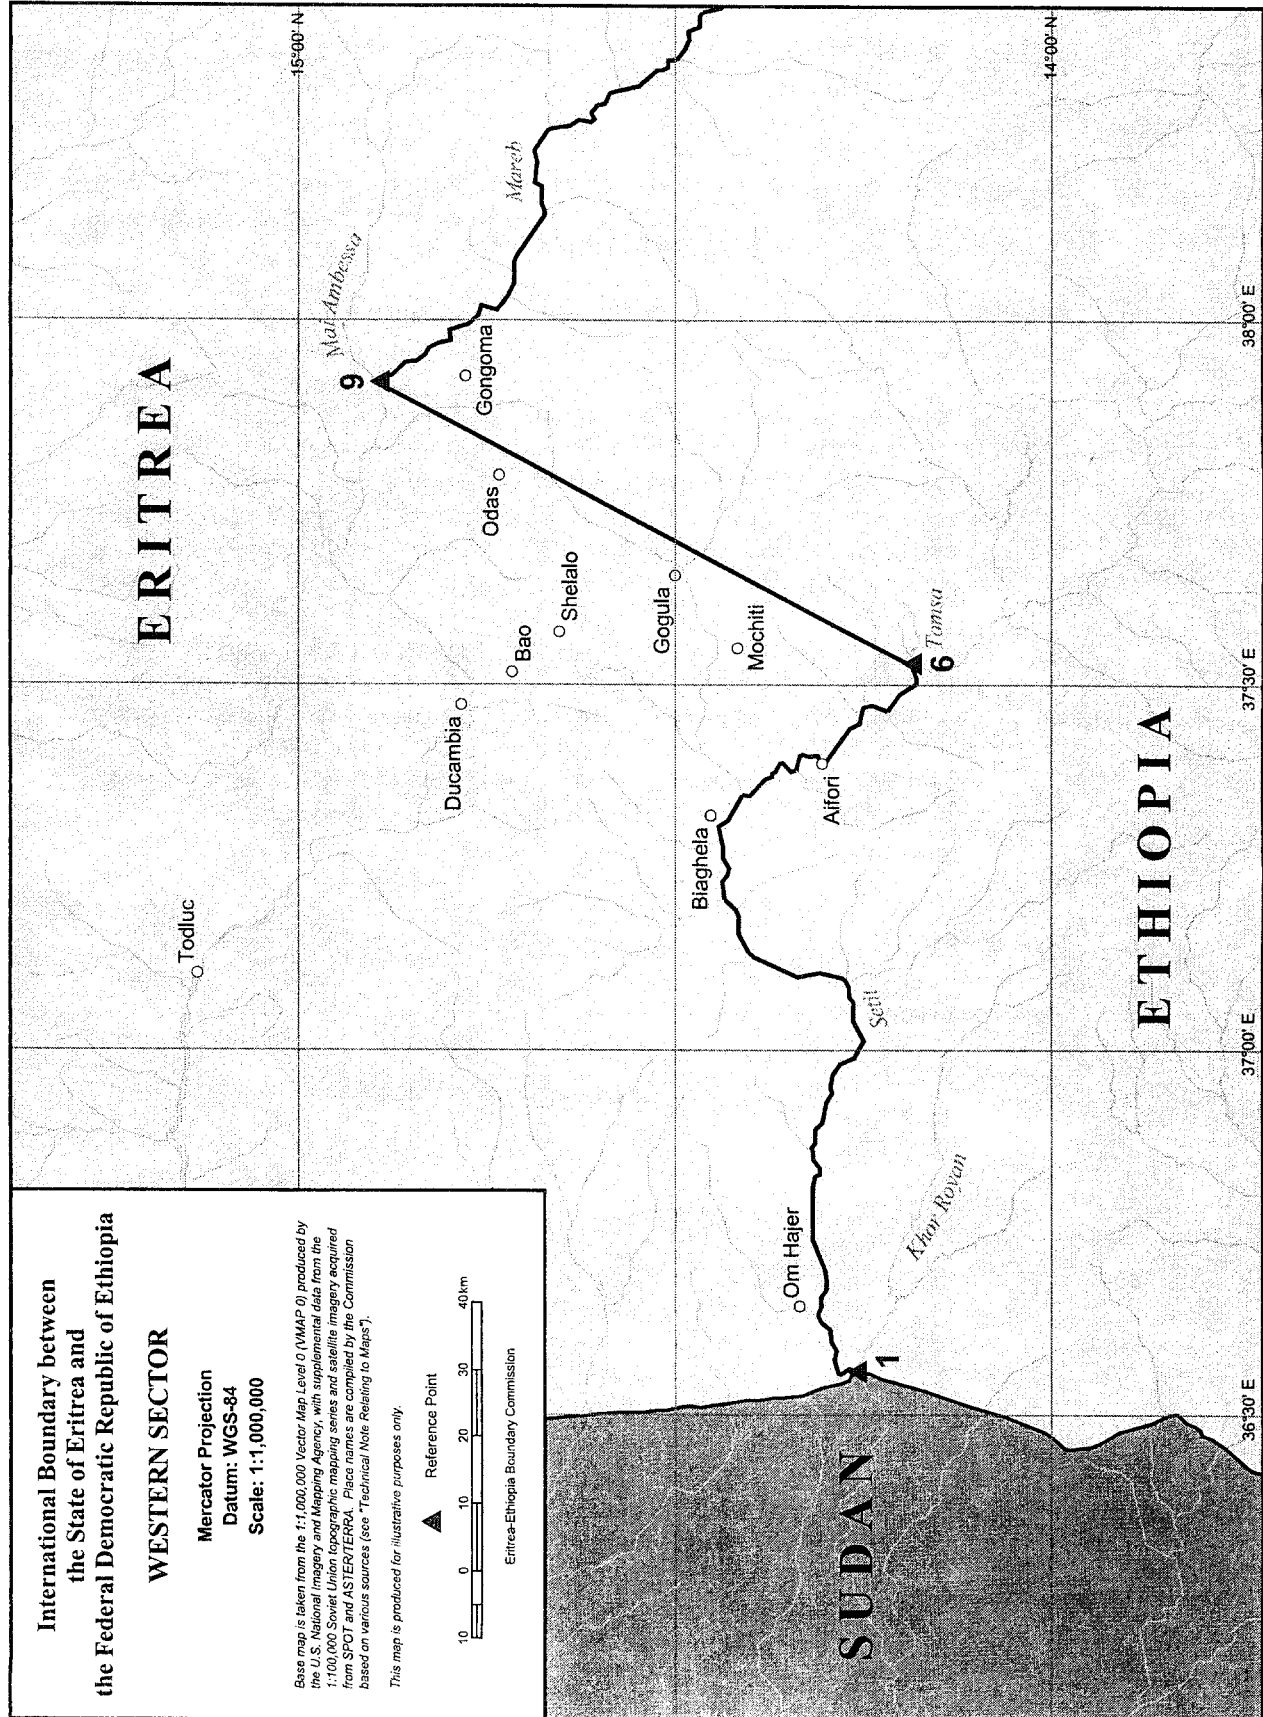 International Boundary between
the State of Eritrea and
the Federal Democratic Republic of Ethiopia
WESTERN SECTOR
Mercator Projection
Datum: WGS-84
Scale: 1:1,000,000
Base map is taken from the 1:1,000,000 Vector Map Level 0 (VMAP 0) produced by
the U.S. National Imagery and Mapping Agency, with supplemental data from the
1:100,000 Soviet Union topographic mapping series and satellite imagery acquired
from SPOT and ASTER/TERRA. Place names are compiled by the Commission
based on various sources (see "Technical Note Relating to Maps").
This map is produced for illustrative purposes only.
Reference Point
10 0 10 20 30 40km
Eritrea-Ethiopia Boundary Commission
ERITREA
15°00' N
Todluc
Mai Ambessa
9
Gongoma
Mareb
Ducambia
Odas
Bao
Shelalo
Gogula
Mochiti
Biaghela
Aifori
Tomsa
6
Om Hajer
Setit
1
Khor Royan
14°00' N
SUDAN
ETHIOPIA
36°30' E
37°00' E
37°30' E
38°00' E